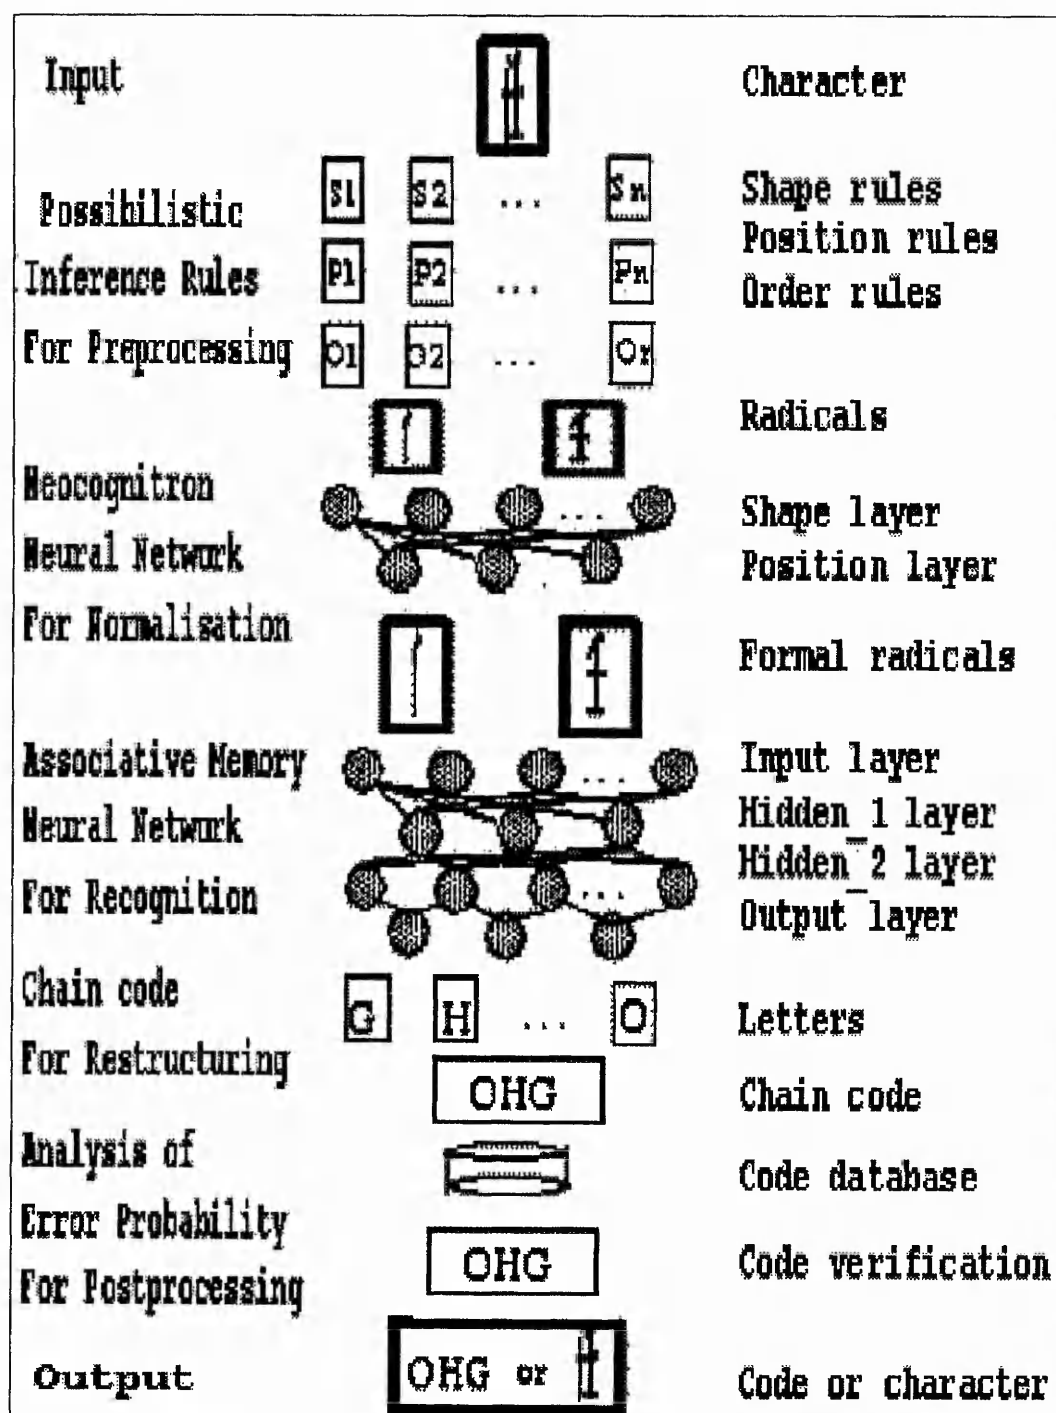 Input Character
S1 S2 ... Sn Shape rules
Possibilistic Position rules
Inference Rules P1 P2 ... Pn Order rules
For Preprocessing O1 O2 ... Or
Radicals
Neocognitron
... Shape layer
Neural Network Position layer
For Normalisation
Formal radicals
Associative Memory ... Input layer
Neural Network Hidden_1 layer
Hidden_2 layer
For Recognition ... Output layer
Chain code G H ... O Letters
For Restructuring OHG Chain code
Analysis of Code database
Error Probability
For Postprocessing OHG Code verification
Output OHG or Code or character